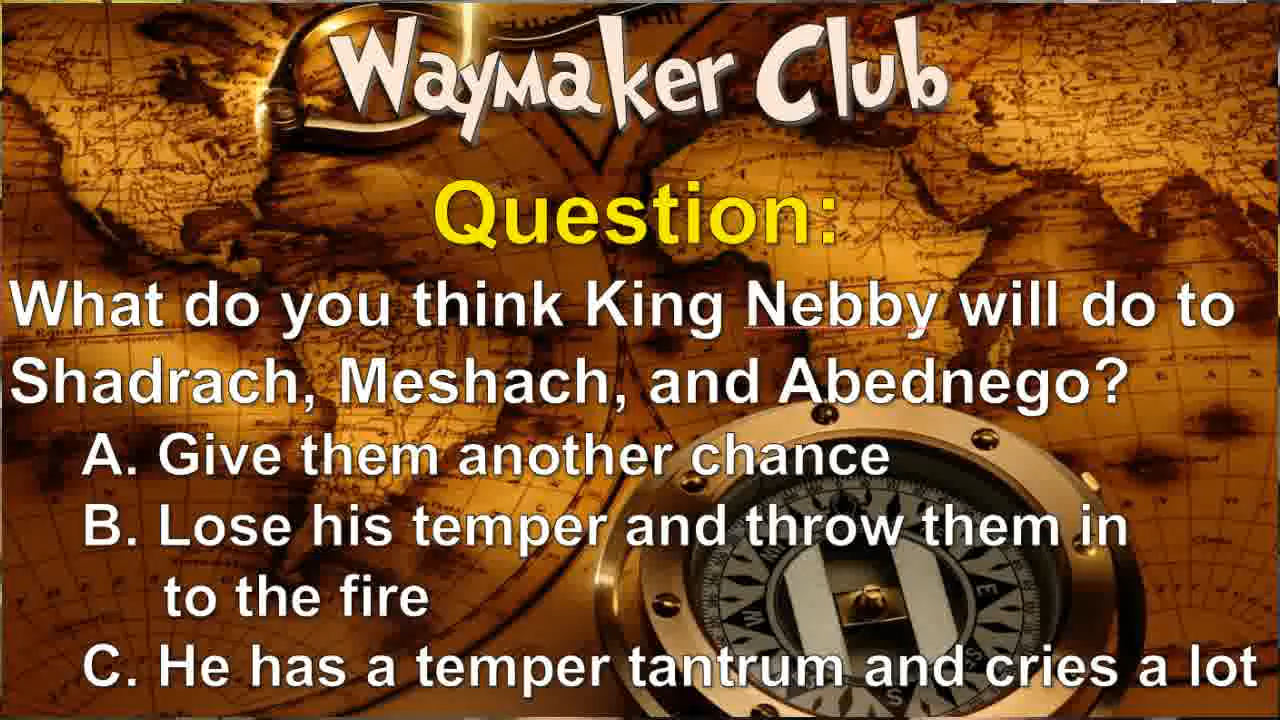 Waymaker Club
Question:
What do you think King Nebby will do to
Shadrach, Meshach, and Abednego?
A. Give them another chance
B. Lose his temper and throw them in
to the fire
C. He has a temper tantrum and cries a lot